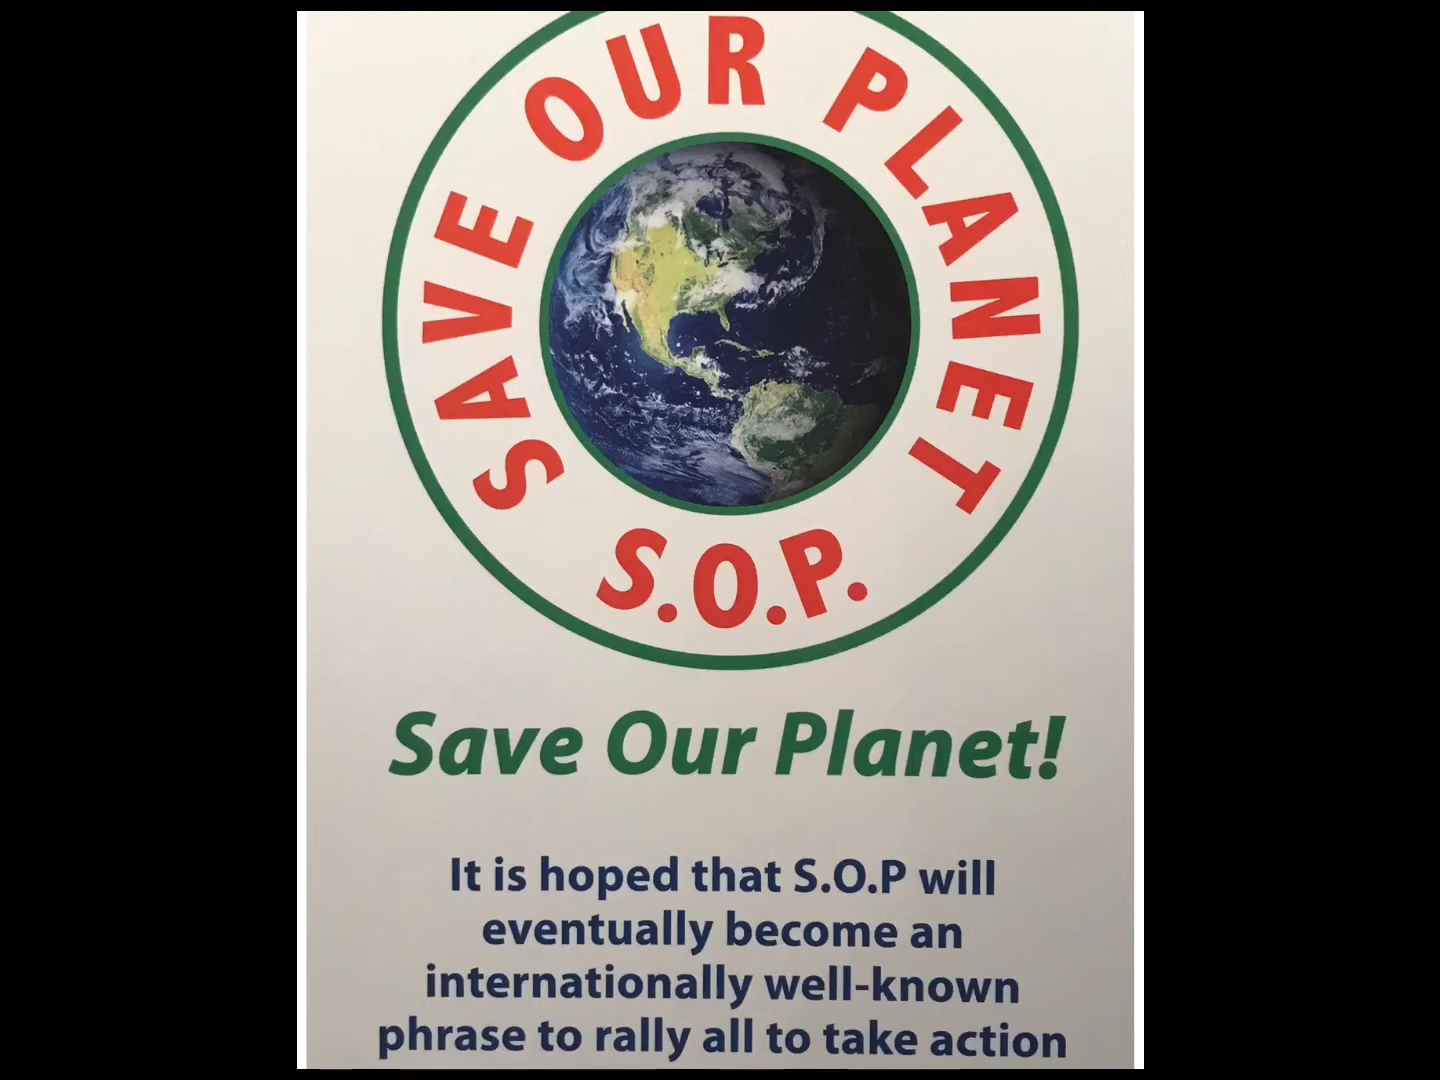 SAVE OUR PLANET
S.O.P.
Save Our Planet!
It is hoped that S.O.P will
eventually become an
internationally well-known
phrase to rally all to take action